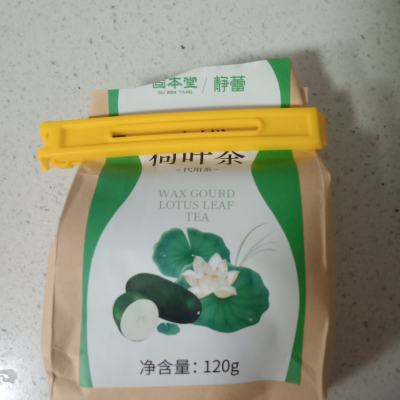 固本堂/静蕾
GU BEN TANG
荷叶茶
-代用茶-
WAX GOURD
LOTUS LEAF
TEA
净含量：120g